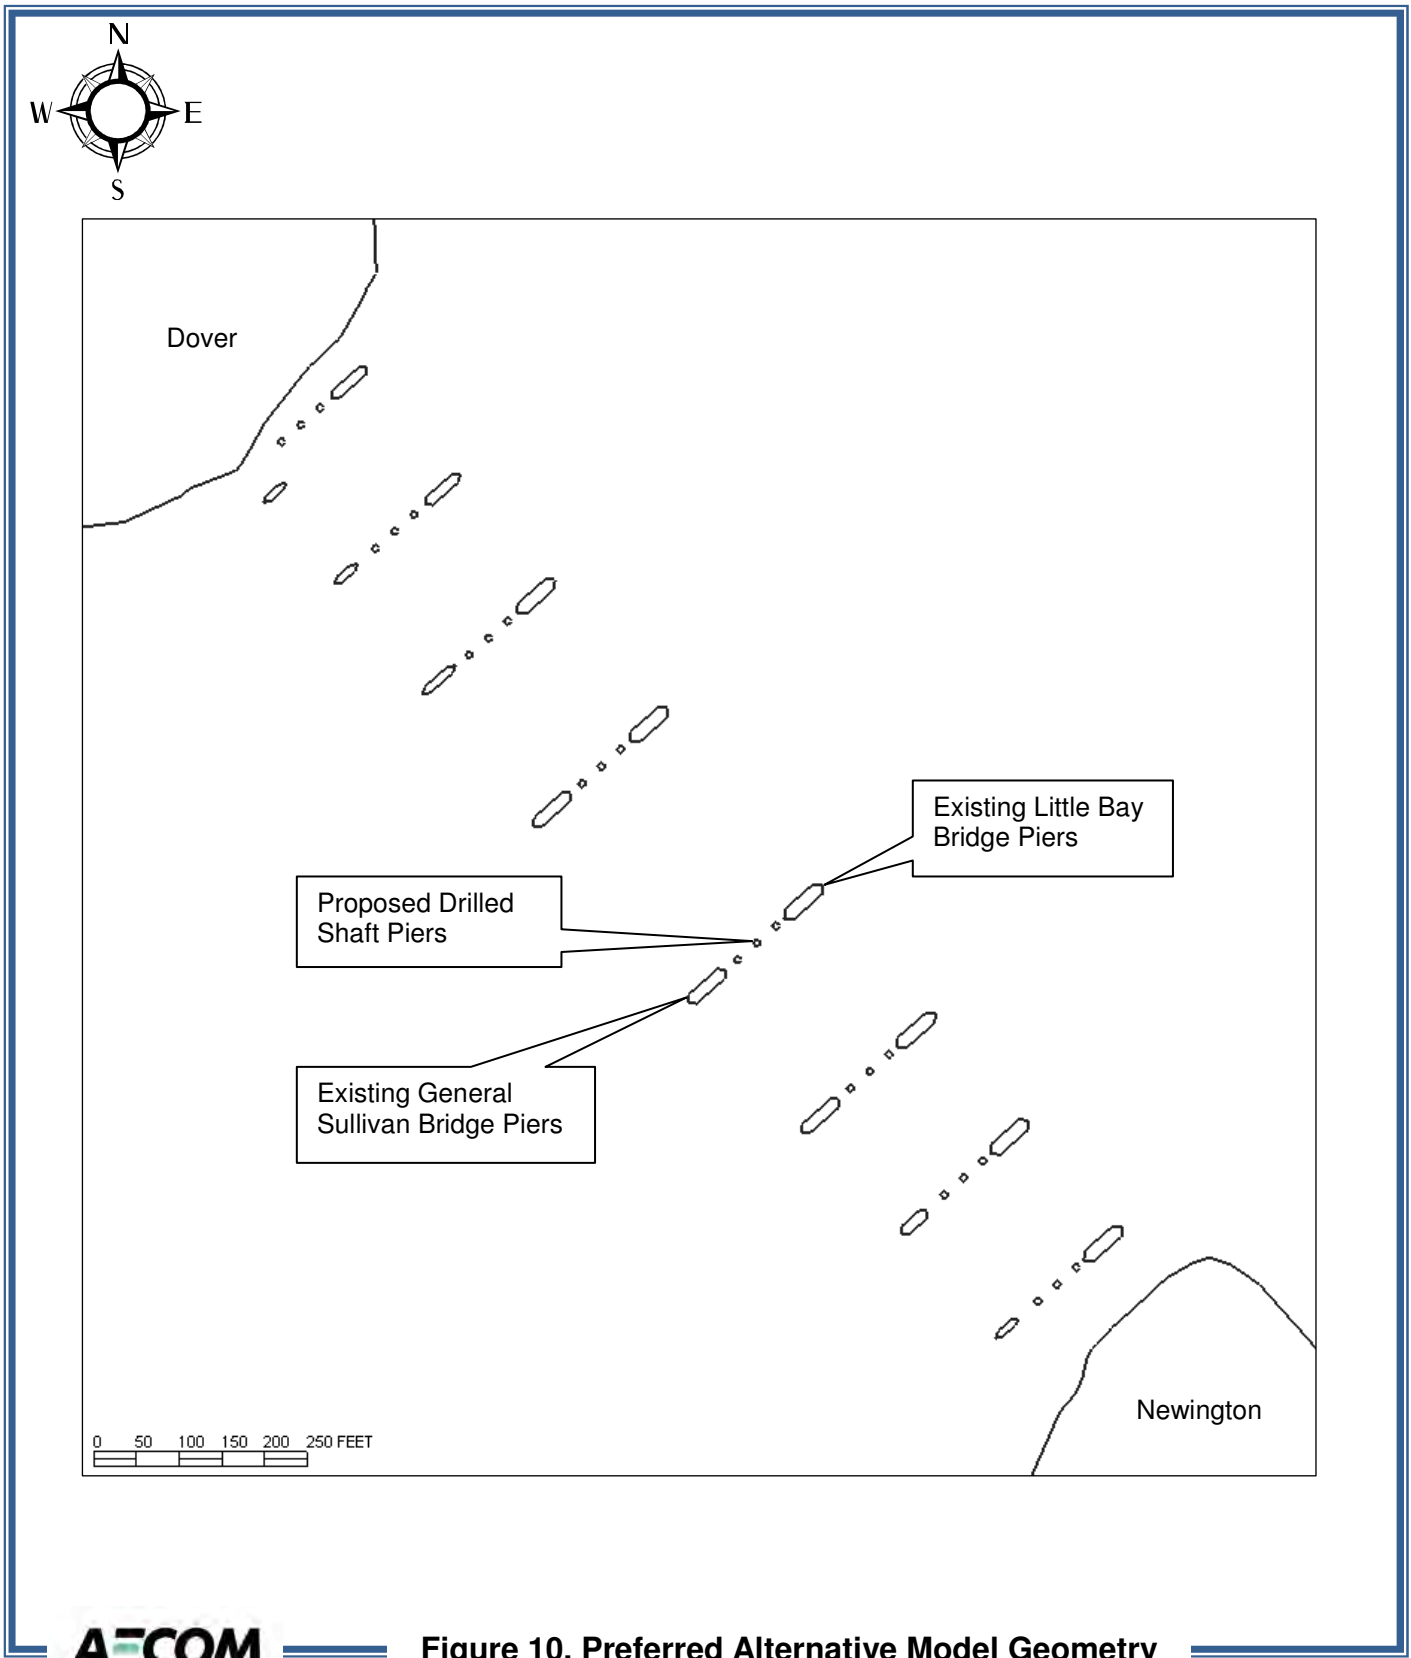 N
W E
S
Dover
Existing Little Bay
Bridge Piers
Proposed Drilled
Shaft Piers
Existing General
Sullivan Bridge Piers
Newington
0 50 100 150 200 250 FEET
AECOM
Figure 10. Preferred Alternative Model Geometry